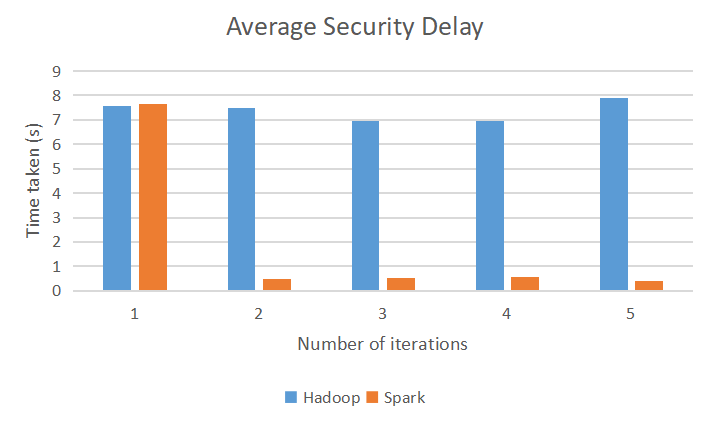 Average Security Delay
9
8
7
6
5
4
3
2
1
0
Time taken (s)
1 2 3 4 5
Number of iterations
Hadoop Spark